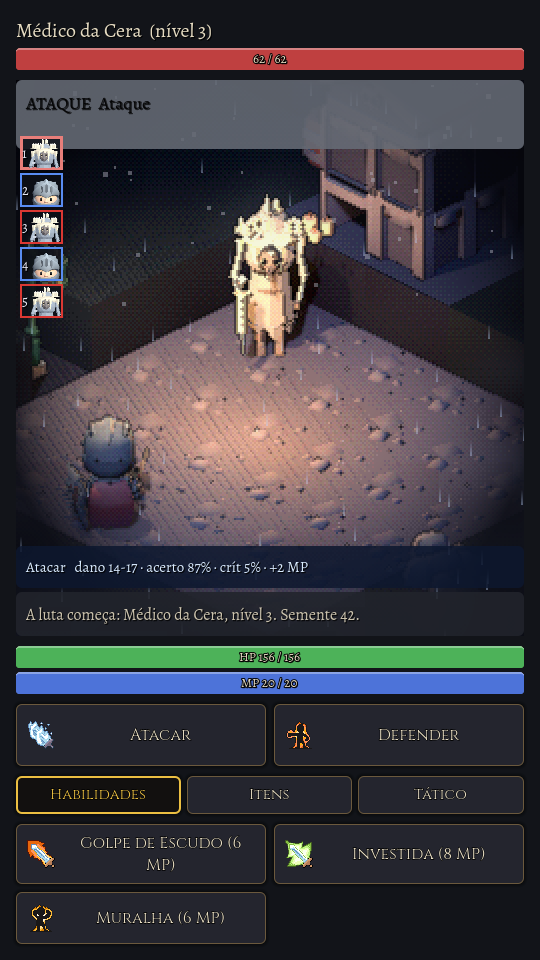 Médico da Cera (nível 3)
62 / 62
ATAQUE Ataque
1
2
3
4
5
Atacar dano 14-17 · acerto 87% · crít 5% · +2 MP
A luta começa: Médico da Cera, nível 3. Semente 42.
HP 156 / 156
MP 20 / 20
Atacar
Defender
Habilidades
Itens
Tático
Golpe de Escudo (6
MP)
Investida (8 MP)
Muralha (6 MP)